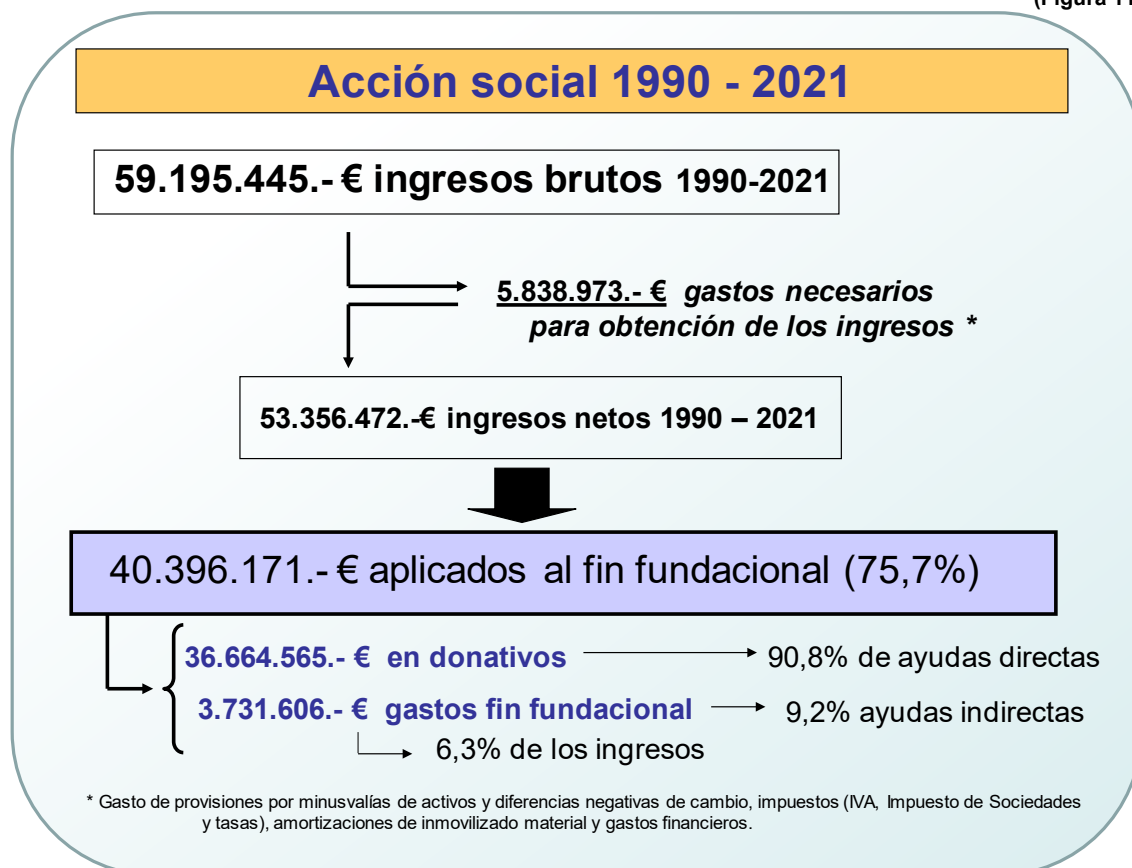 (Figura 11
Acción social 1990 - 2021
59.195.445.- € ingresos brutos 1990-2021
5.838.973.- € gastos necesarios
para obtención de los ingresos *
53.356.472.-€ ingresos netos 1990 – 2021
40.396.171.- € aplicados al fin fundacional (75,7%)
36.664.565.- € en donativos 90,8% de ayudas directas
3.731.606.- € gastos fin fundacional 9,2% ayudas indirectas
6,3% de los ingresos
* Gasto de provisiones por minusvalías de activos y diferencias negativas de cambio, impuestos (IVA, Impuesto de Sociedades
y tasas), amortizaciones de inmovilizado material y gastos financieros.